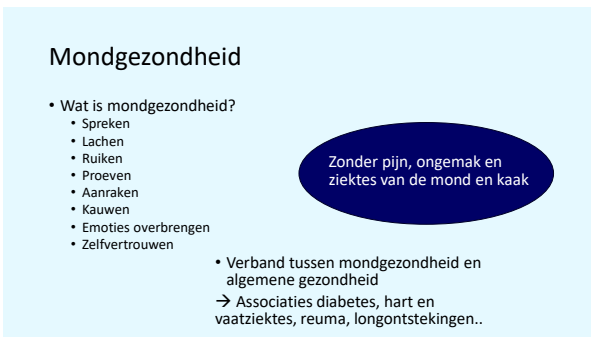 Mondgezondheid
• Wat is mondgezondheid?
• Spreken
• Lachen
• Ruiken
• Proeven
• Aanraken
• Kauwen
• Emoties overbrengen
• Zelfvertrouwen
Zonder pijn, ongemak en
ziektes van de mond en kaak
• Verband tussen mondgezondheid en
algemene gezondheid
→ Associaties diabetes, hart en
vaatziektes, reuma, longontstekingen..